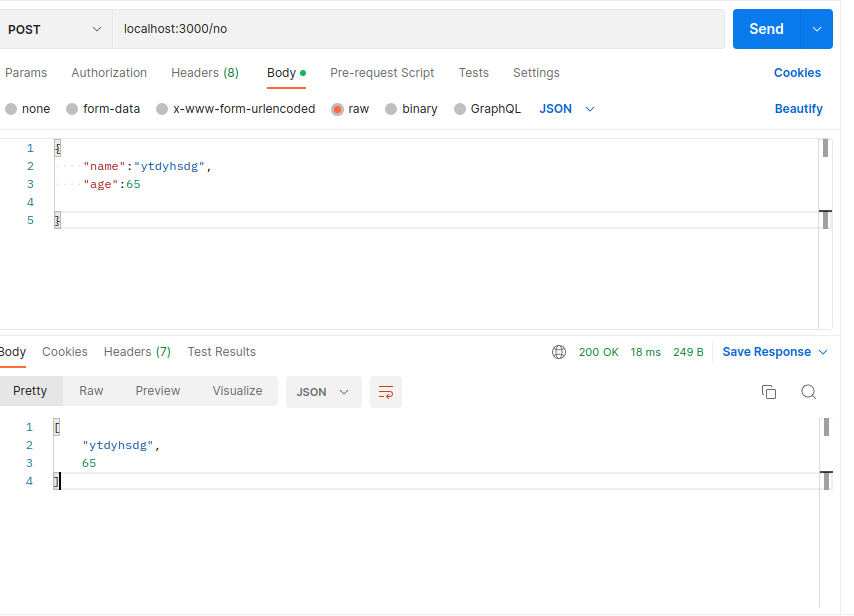 POST localhost:3000/no Send
Params Authorization Headers (8) Body Pre-request Script Tests Settings Cookies
none form-data x-www-form-urlencoded raw binary GraphQL JSON Beautify
1 {
2 ····"name":"ytdyhsdg",
3 ····"age":65
4
5 }
Body Cookies Headers (7) Test Results 200 OK 18 ms 249 B Save Response
Pretty Raw Preview Visualize JSON
1 [
2 "ytdyhsdg",
3 65
4 ]